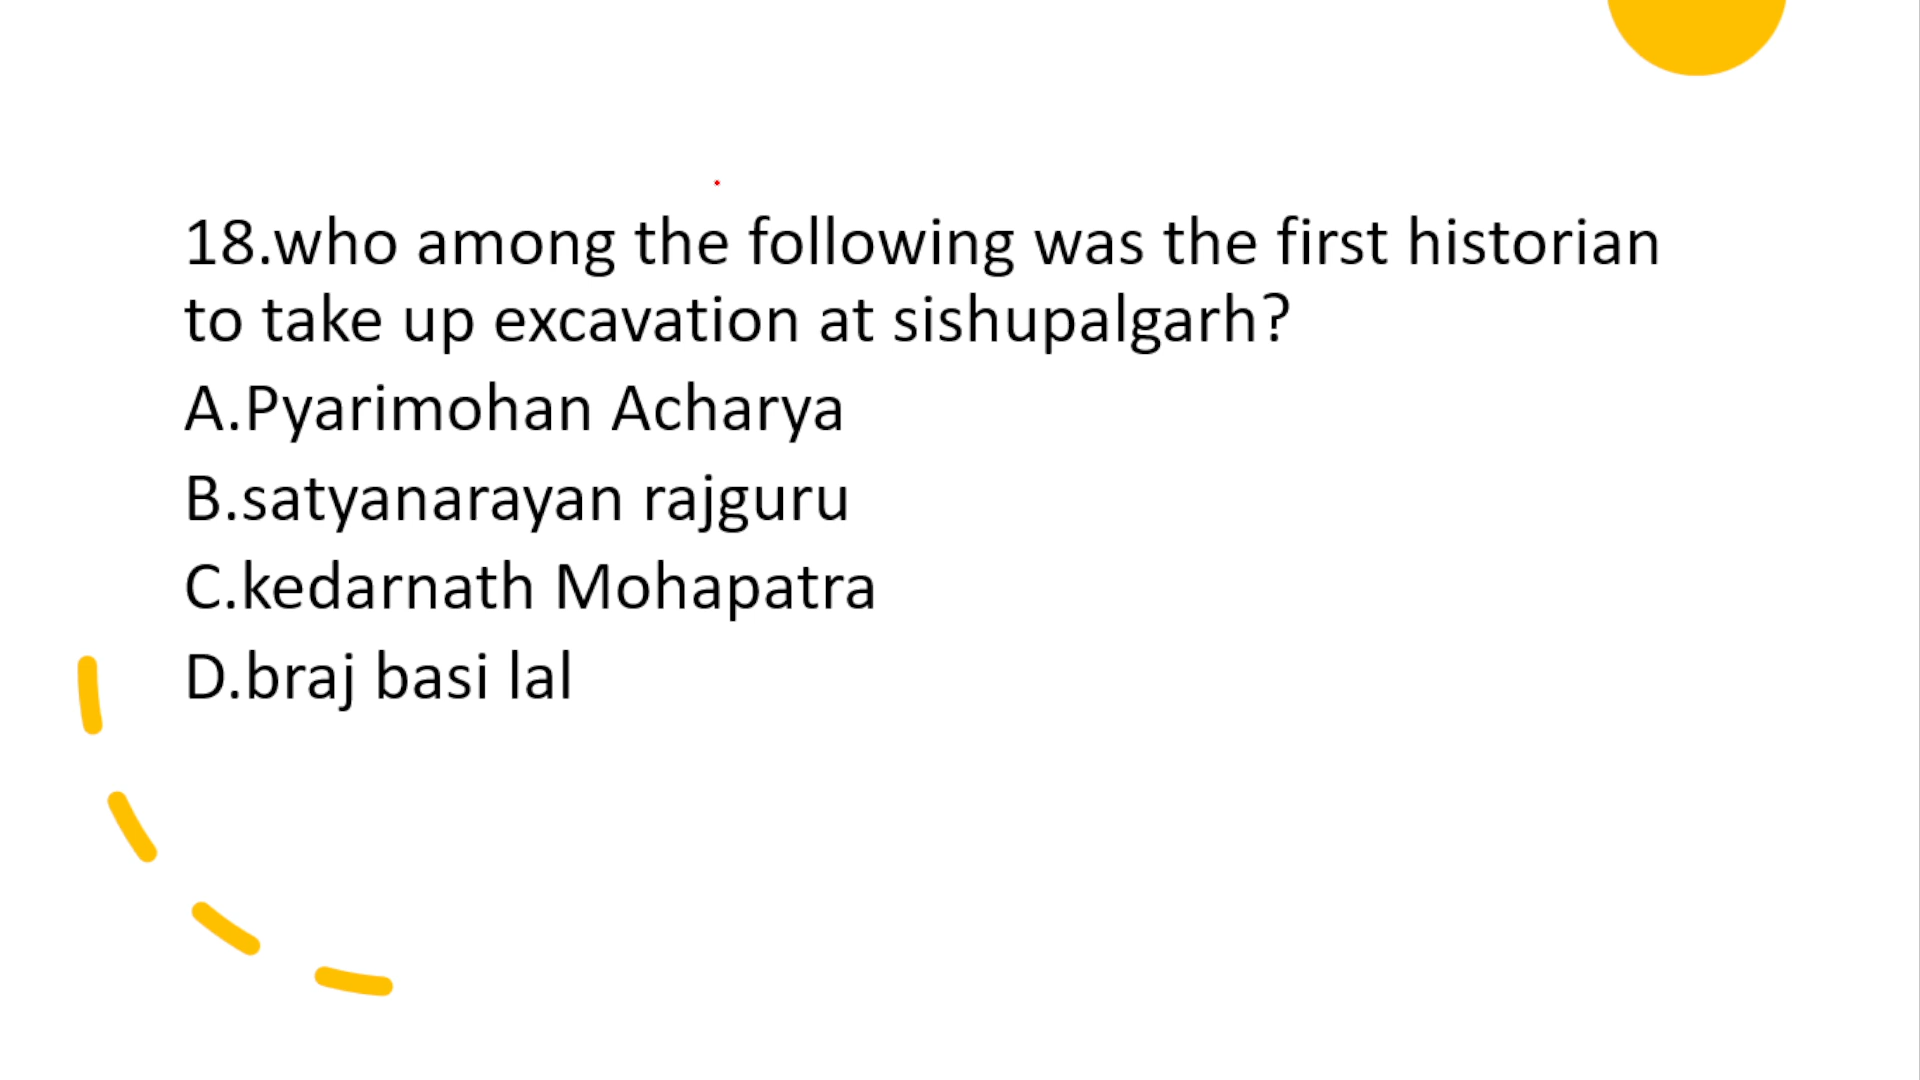 18.who among the following was the first historian
to take up excavation at sishupalgarh?
A.Pyarimohan Acharya
B.satyanarayan rajguru
C.kedarnath Mohapatra
D.braj basi lal